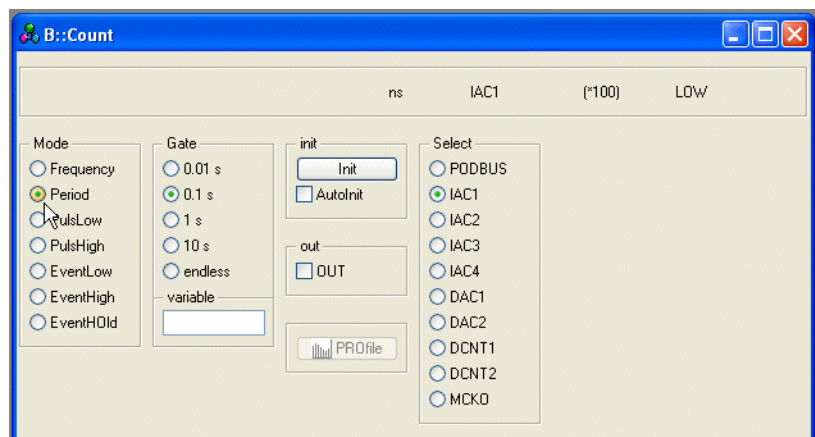 B::Count
ns IAC1 (*100) LOW
Mode
Frequency
Period
PulsLow
PulsHigh
EventLow
EventHigh
EventHOld
Gate
0.01 s
0.1 s
1 s
10 s
endless
variable
init
Init
AutoInit
out
OUT
PROfile
Select
PODBUS
IAC1
IAC2
IAC3
IAC4
DAC1
DAC2
DCNT1
DCNT2
MCKO